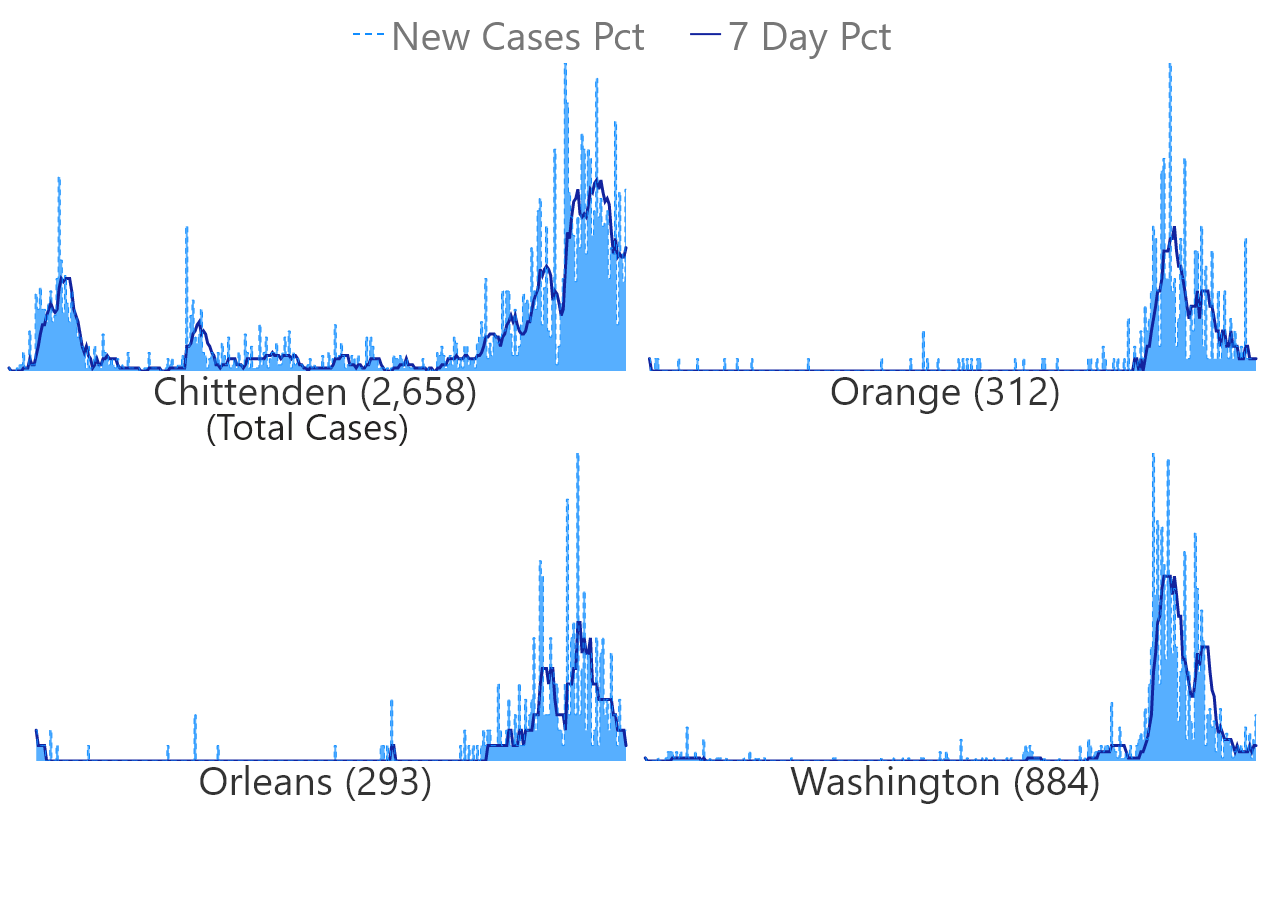 New Cases Pct 7 Day Pct
Chittenden (2,658)
(Total Cases)
Orange (312)
Orleans (293)
Washington (884)